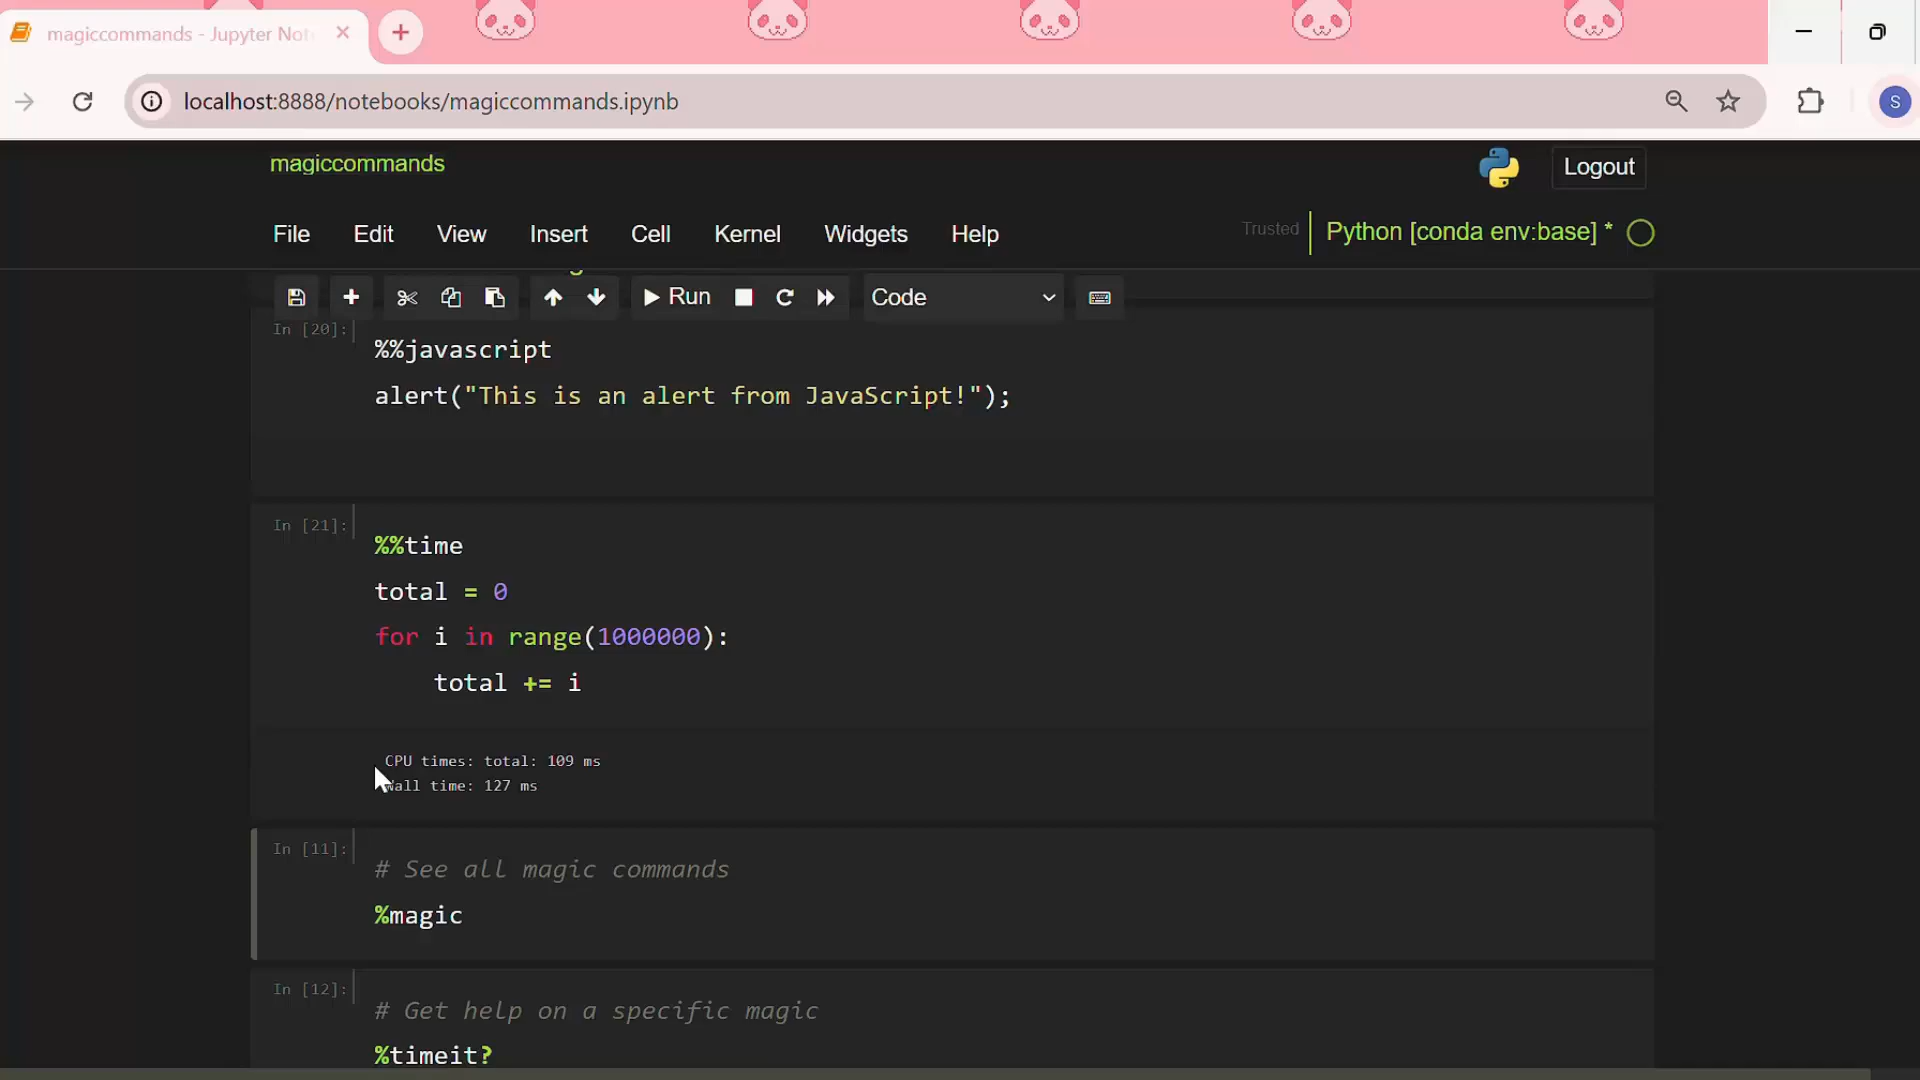 magiccommands - Jupyter Not
localhost:8888/notebooks/magiccommands.ipynb
S
magiccommands
Logout
File Edit View Insert Cell Kernel Widgets Help
Trusted
Python [conda env:base] *
Run
Code
In [20]:
%%javascript
alert("This is an alert from JavaScript!");
In [21]:
%%time
total = 0
for i in range(1000000):
    total += i
CPU times: total: 109 ms
Wall time: 127 ms
In [11]:
# See all magic commands
%magic
In [12]:
# Get help on a specific magic
%timeit?